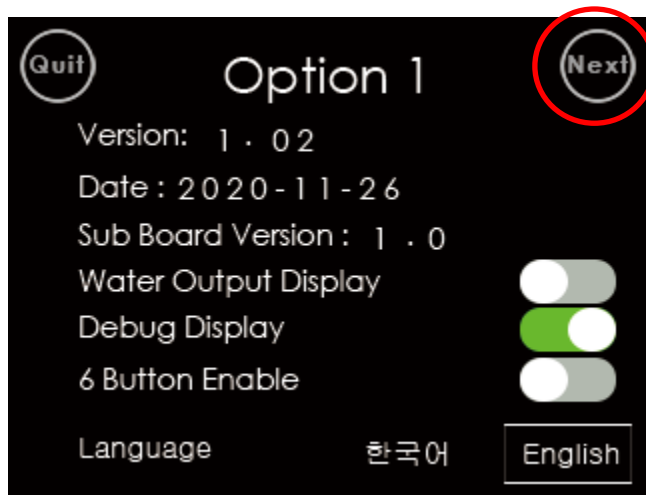 Quit Option 1 Next
Version: 1.02
Date : 2020-11-26
Sub Board Version : 1.0
Water Output Display
Debug Display
6 Button Enable
Language 한국어 English